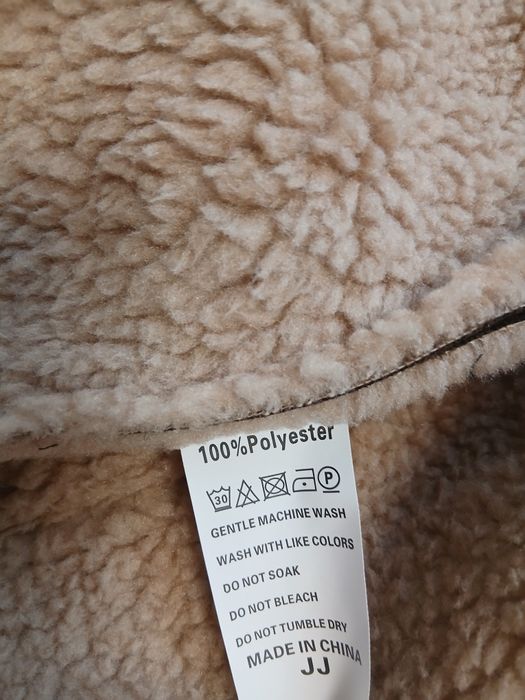 100%Polyester
30 P
GENTLE MACHINE WASH
WASH WITH LIKE COLORS
DO NOT SOAK
DO NOT BLEACH
DO NOT TUMBLE DRY
MADE IN CHINA
JJ